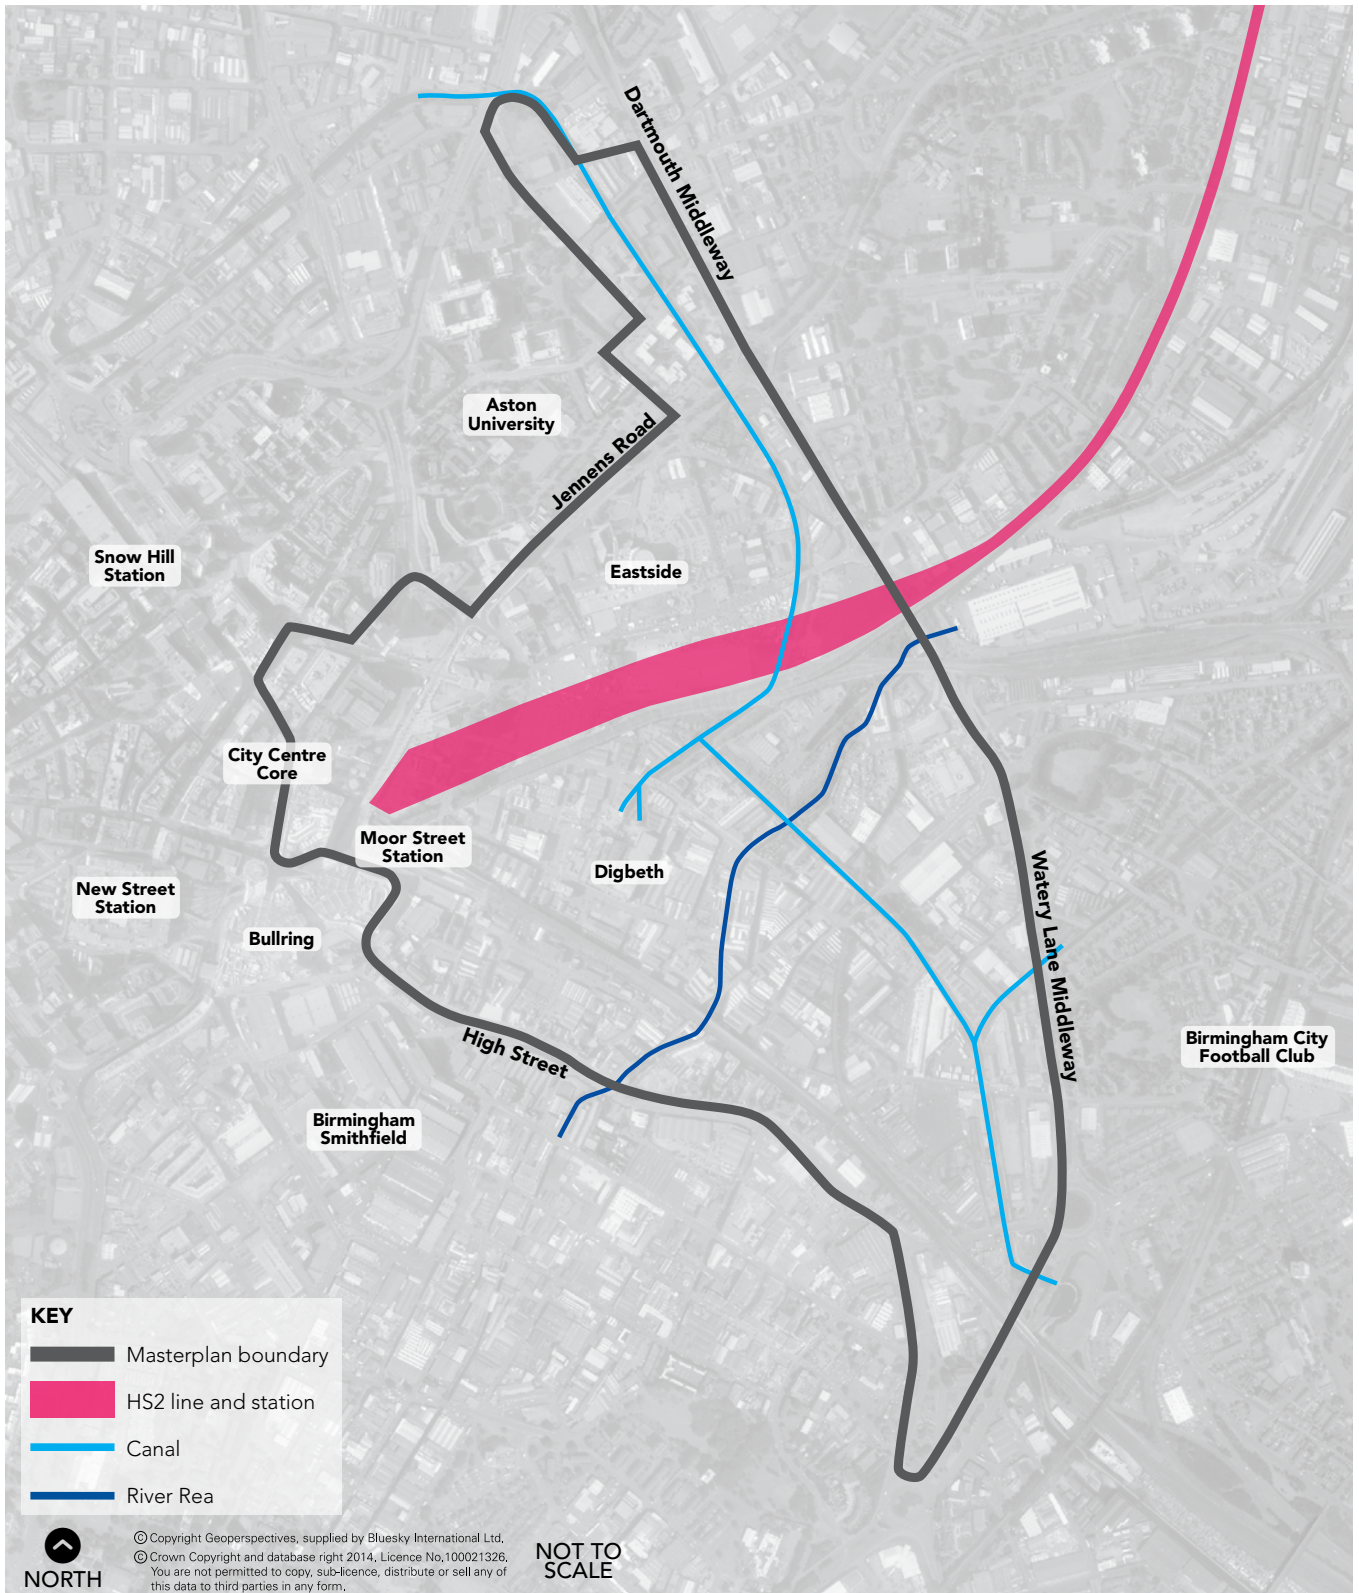 Dartmouth Middleway
Aston
University
Jennens Road
Snow Hill
Station
Eastside
City Centre
Core
Moor Street
Station
Digbeth
New Street
Station
Bullring
Watery Lane Middleway
High Street
Birmingham City
Football Club
Birmingham
Smithfield
KEY
Masterplan boundary
HS2 line and station
Canal
River Rea
NORTH
© Copyright Geoperspectives, supplied by Bluesky International Ltd.
© Crown Copyright and database right 2014. Licence No.100021326.
You are not permitted to copy, sub-licence, distribute or sell any of
this data to third parties in any form.
NOT TO
SCALE